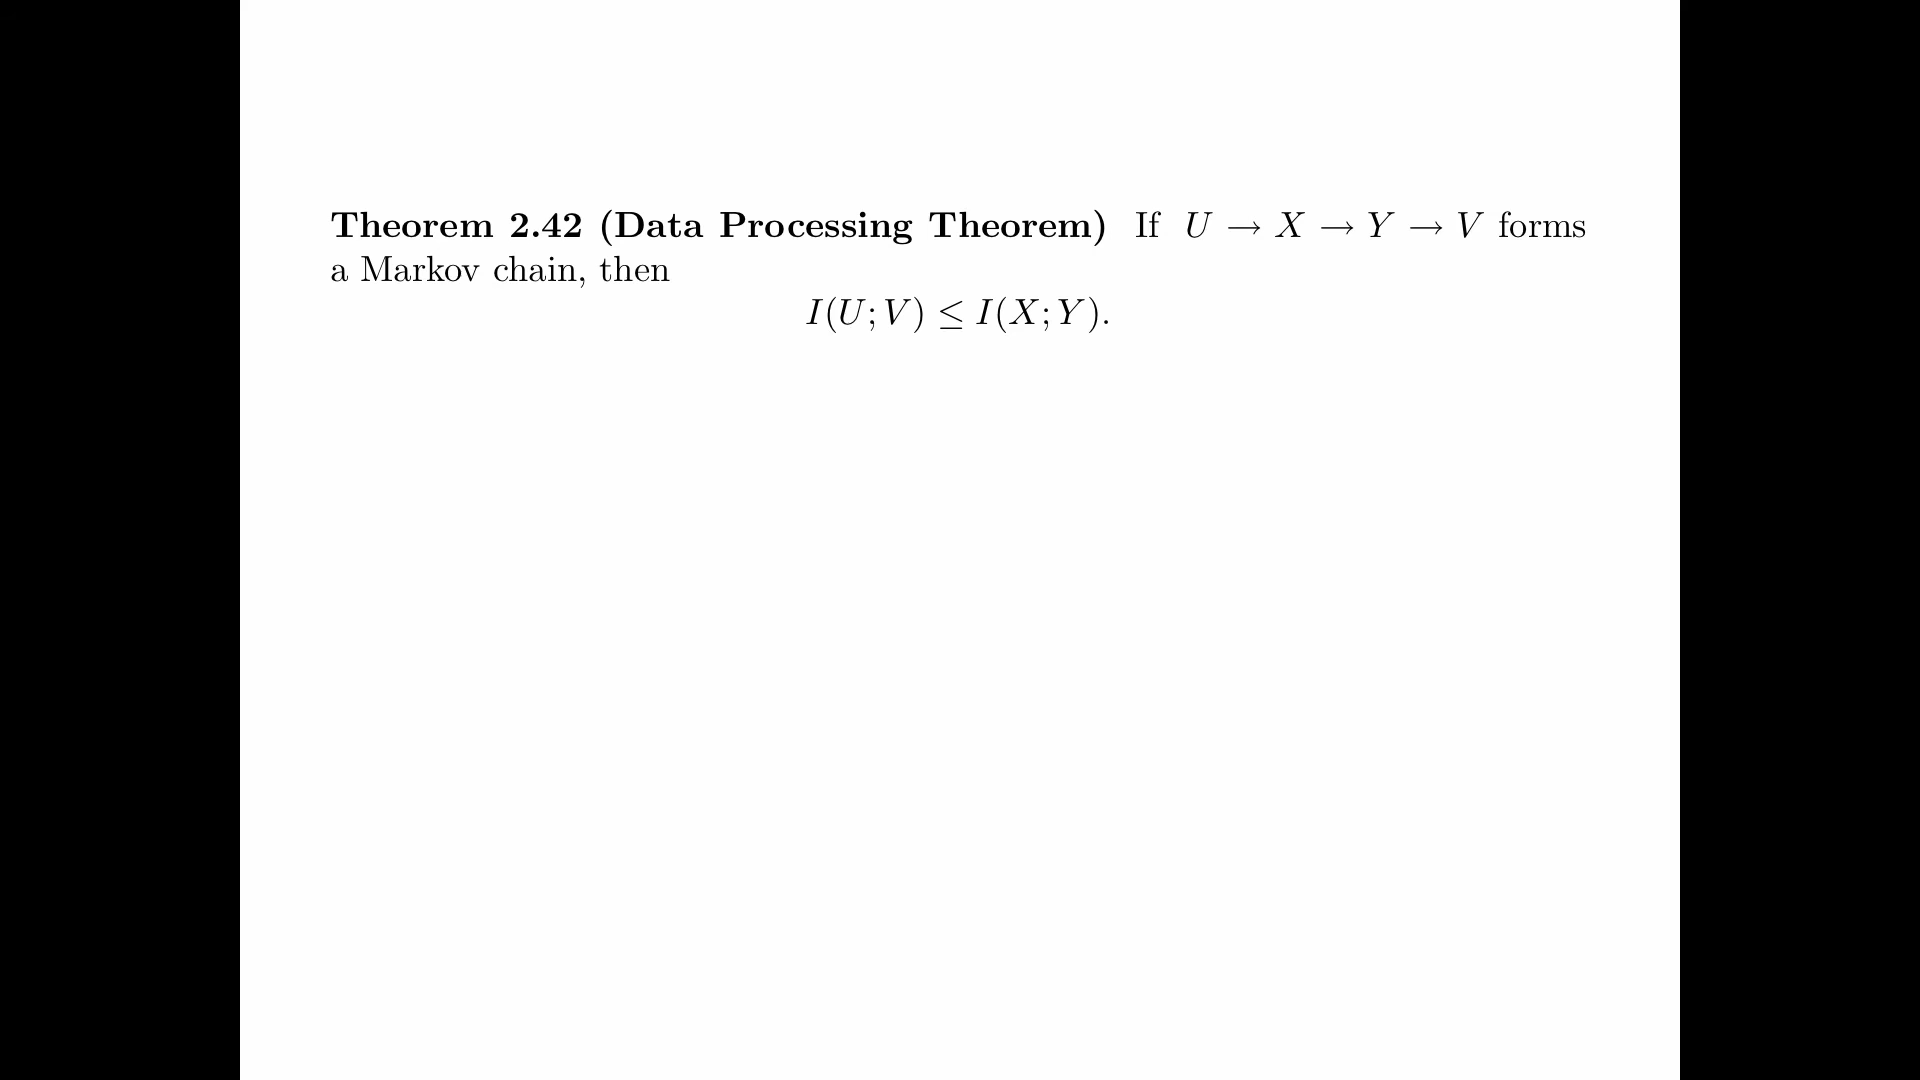 Theorem 2.42 (Data Processing Theorem) If U → X → Y → V forms
a Markov chain, then
I(U; V) ≤ I(X; Y).